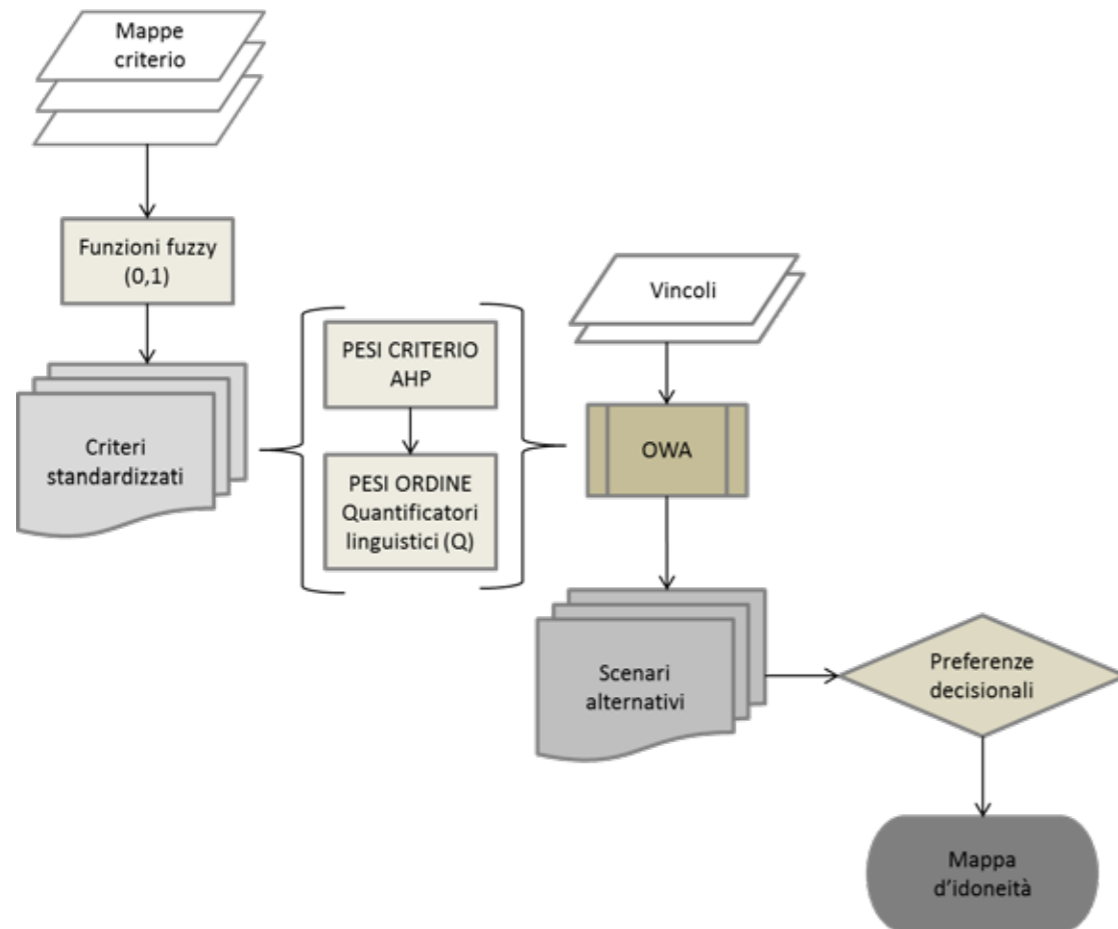 Mappe
criterio
Funzioni fuzzy
(0,1)
Criteri
standardizzati
PESI CRITERIO
AHP
PESI ORDINE
Quantificatori
linguistici (Q)
Vincoli
OWA
Scenari
alternativi
Preferenze
decisionali
Mappa
d'idoneità